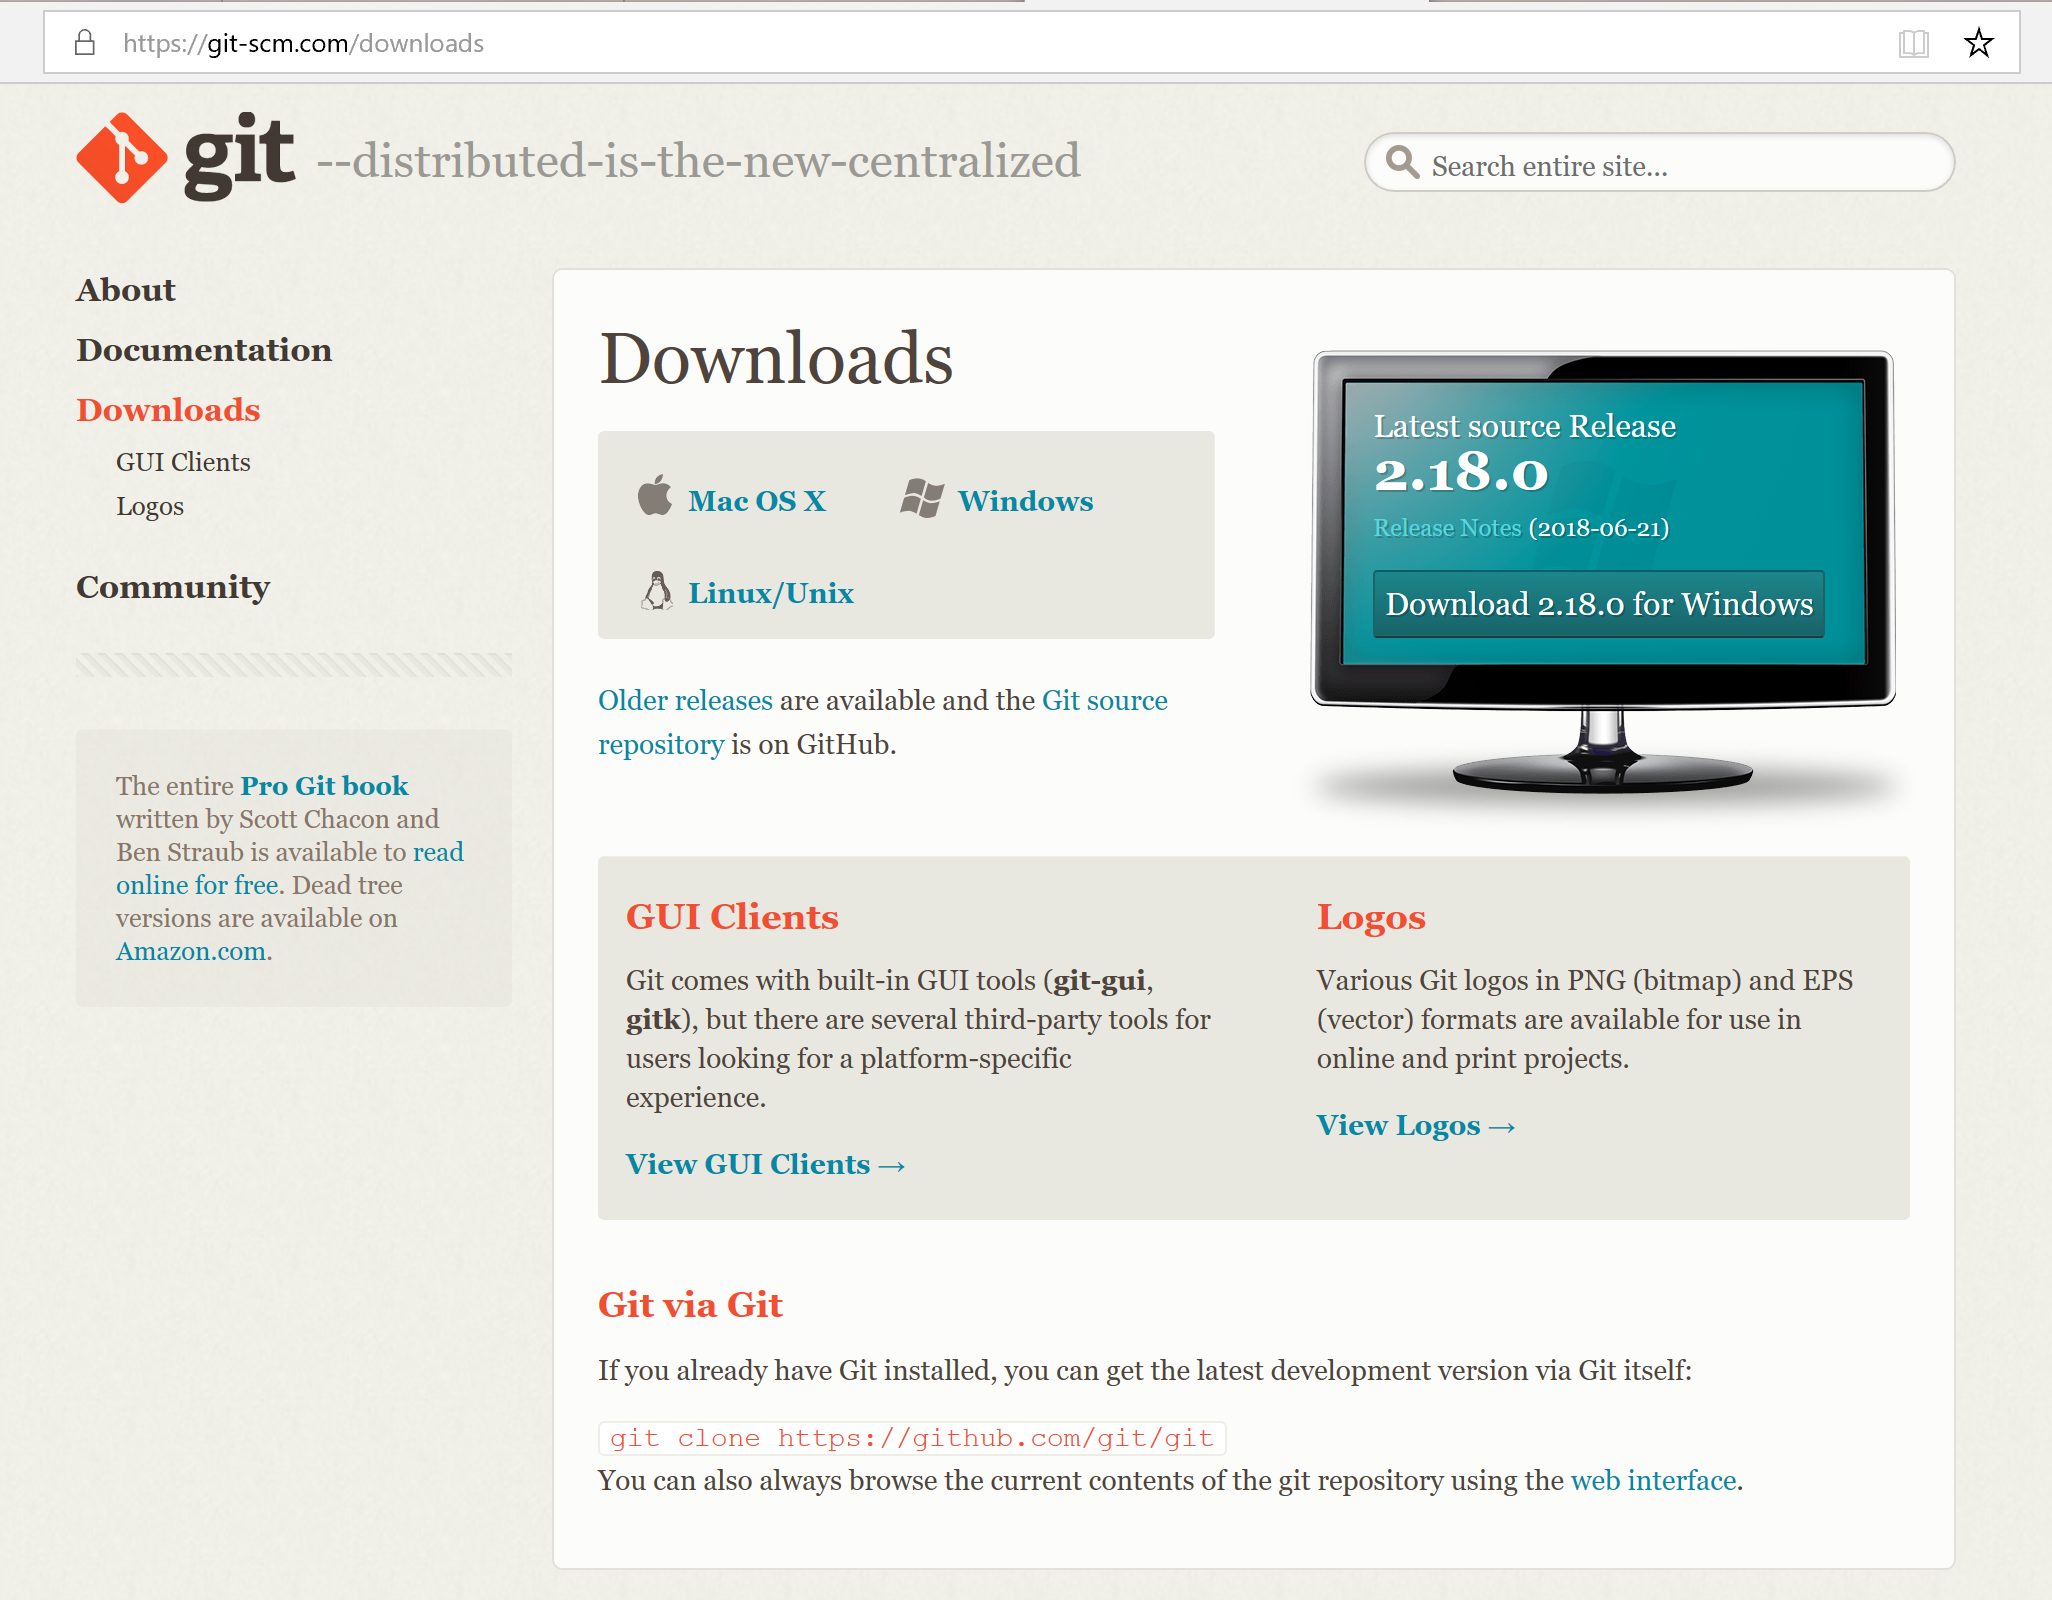 https://git-scm.com/downloads
git --distributed-is-the-new-centralized
Search entire site...
About
Documentation
Downloads
GUI Clients
Logos
Community
The entire Pro Git book
written by Scott Chacon and
Ben Straub is available to read
online for free. Dead tree
versions are available on
Amazon.com.
Downloads
Mac OS X
Windows
Linux/Unix
Older releases are available and the Git source
repository is on GitHub.
Latest source Release
2.18.0
Release Notes (2018-06-21)
Download 2.18.0 for Windows
GUI Clients
Git comes with built-in GUI tools (git-gui,
gitk), but there are several third-party tools for
users looking for a platform-specific
experience.
View GUI Clients →
Logos
Various Git logos in PNG (bitmap) and EPS
(vector) formats are available for use in
online and print projects.
View Logos →
Git via Git
If you already have Git installed, you can get the latest development version via Git itself:
git clone https://github.com/git/git
You can also always browse the current contents of the git repository using the web interface.